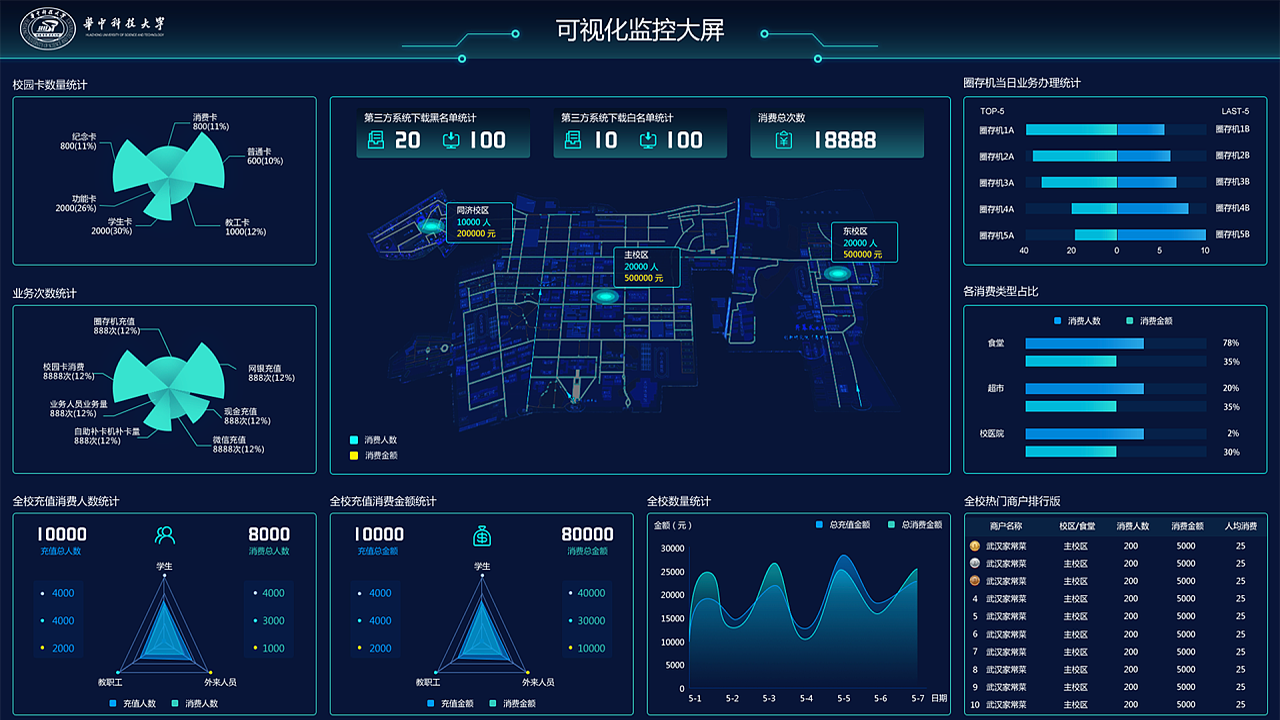 華中科技大学
HUAZHONG UNIVERSITY OF SCIENCE AND TECHNOLOGY
可视化监控大屏
校园卡数量统计
消费卡
800(11%)
纪念卡
800(11%)
普通卡
600(10%)
功能卡
2000(26%)
学生卡
2000(30%)
教工卡
1000(12%)
业务次数统计
圈存机充值
888次(12%)
校园卡消费
8888次(12%)
网银充值
888次(12%)
业务人员业务量
888次(12%)
现金充值
888次(12%)
自助补卡机补卡量
888次(12%)
微信充值
8888次(12%)
第三方系统下载黑名单统计
20 100
第三方系统下载白名单统计
10 100
消费总次数
18888
同济校区
10000 人
200000 元
主校区
20000 人
500000 元
东校区
20000 人
500000 元
消费人数
消费金额
圈存机当日业务办理统计
TOP-5 LAST-5
圈存机1A 圈存机1B
圈存机2A 圈存机2B
圈存机3A 圈存机3B
圈存机4A 圈存机4B
圈存机5A 圈存机5B
40 20 0 5 10
各消费类型占比
消费人数 消费金额
食堂 78%
35%
超市 20%
35%
校医院 2%
30%
全校充值消费人数统计
10000 8000
充值总人数 消费总人数
学生
4000 4000
4000 3000
2000 1000
教职工 外来人员
充值人数 消费人数
全校充值消费金额统计
10000 80000
充值总金额 消费总金额
学生
4000 40000
4000 30000
2000 10000
教职工 外来人员
充值金额 消费金额
全校数量统计
金额（元） 总充值金额 总消费金额
30000
25000
20000
15000
10000
5000
0
5-1 5-2 5-3 5-4 5-5 5-6 5-7 日期
全校热门商户排行版
商户名称 校区/食堂 消费人数 消费金额 人均消费
武汉家常菜 主校区 200 5000 25
武汉家常菜 主校区 200 5000 25
武汉家常菜 主校区 200 5000 25
4 武汉家常菜 主校区 200 5000 25
5 武汉家常菜 主校区 200 5000 25
6 武汉家常菜 主校区 200 5000 25
7 武汉家常菜 主校区 200 5000 25
8 武汉家常菜 主校区 200 5000 25
9 武汉家常菜 主校区 200 5000 25
10 武汉家常菜 主校区 200 5000 25